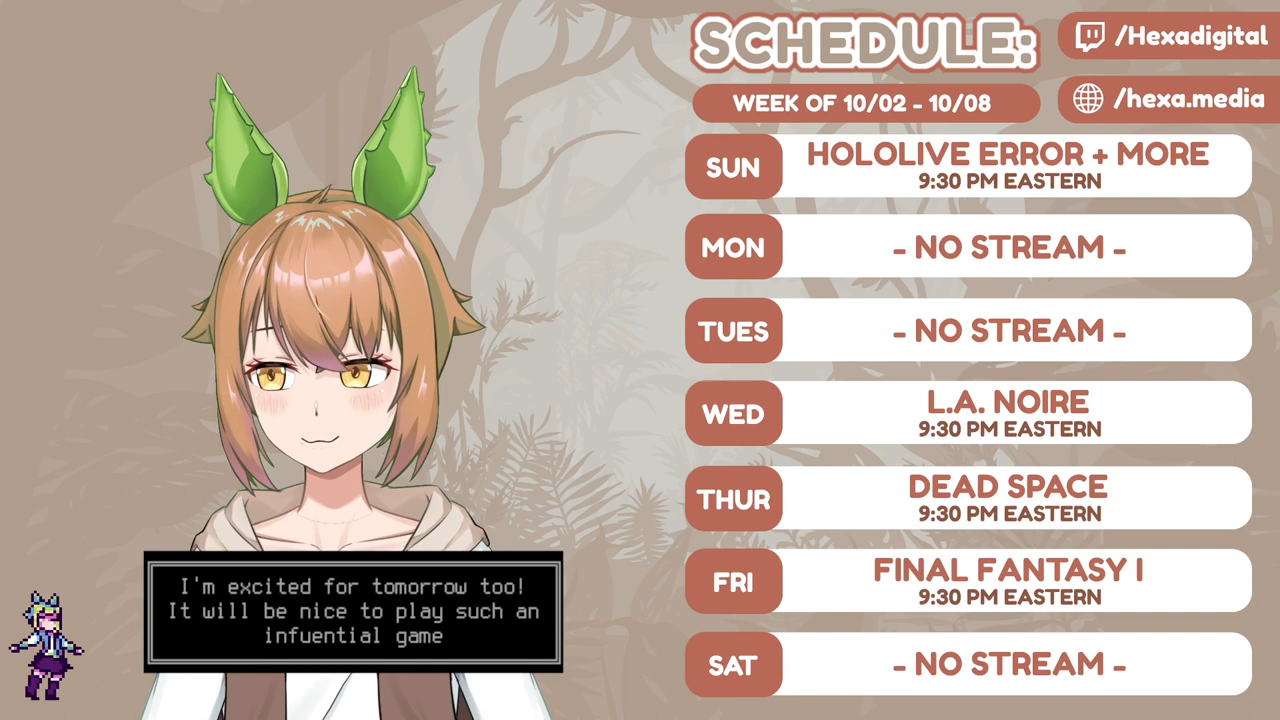 SCHEDULE:
/Hexadigital
WEEK OF 10/02 - 10/08
/hexa.media
SUN
HOLOLIVE ERROR + MORE
9:30 PM EASTERN
MON
- NO STREAM -
TUES
- NO STREAM -
WED
L.A. NOIRE
9:30 PM EASTERN
THUR
DEAD SPACE
9:30 PM EASTERN
FRI
FINAL FANTASY I
9:30 PM EASTERN
SAT
- NO STREAM -
I'm excited for tomorrow too!
It will be nice to play such an
infuential game